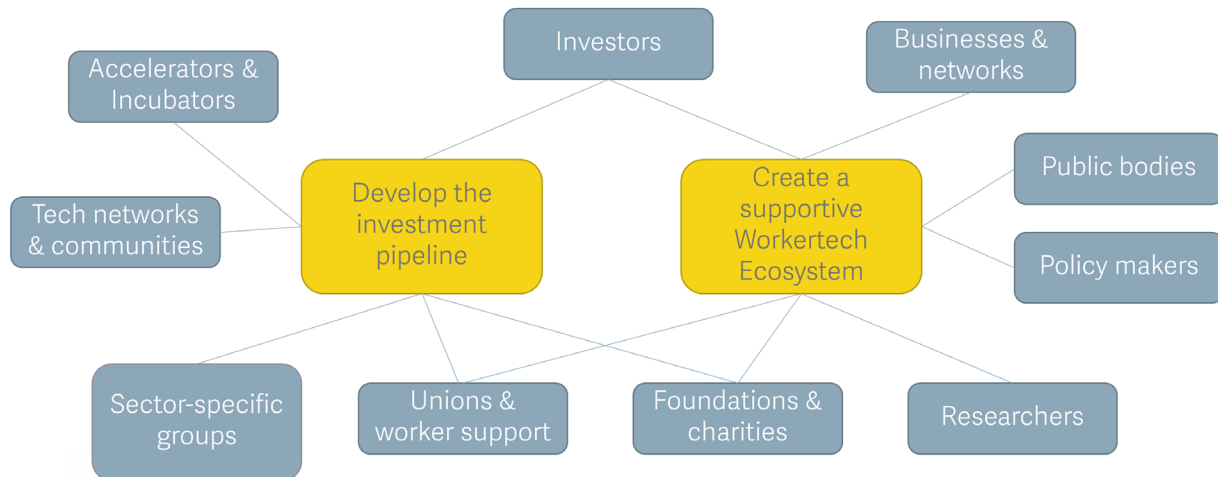 Investors
Businesses &
networks
Accelerators &
Incubators
Public bodies
Develop the
investment
pipeline
Create a
supportive
Workertech
Ecosystem
Tech networks
& communities
Policy makers
Sector-specific
groups
Unions &
worker support
Foundations &
charities
Researchers